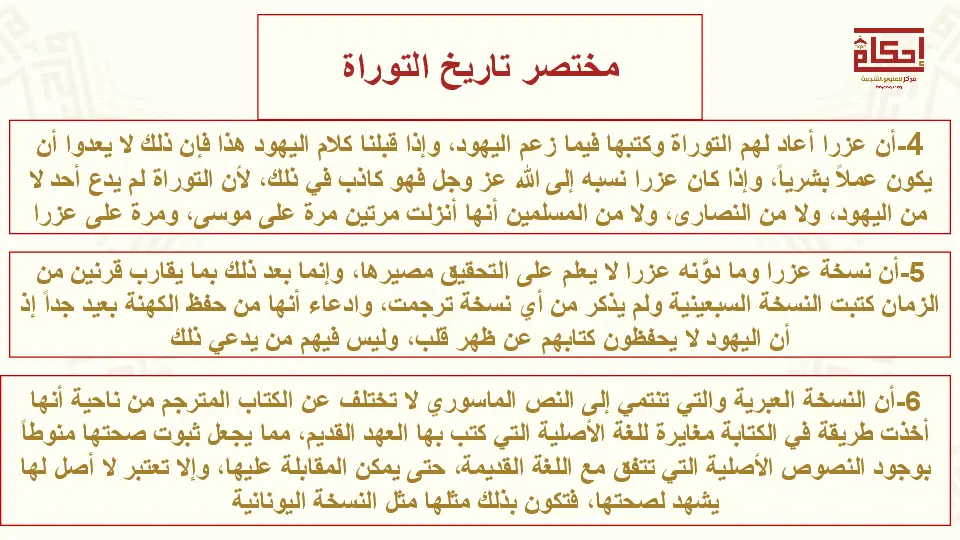 مختصر تاريخ التوراة
إحكام
مركز للعلوم الشرعية
4-أن عزرا أعاد لهم التوراة وكتبها فيما زعم اليهود، وإذا قبلنا كلام اليهود هذا فإن ذلك لا يعدوا أن
يكون عملاً بشرياً، وإذا كان عزرا نسبه إلى الله عز وجل فهو كاذب في ذلك، لأن التوراة لم يدع أحد لا
من اليهود، ولا من النصارى، ولا من المسلمين أنها أنزلت مرتين مرة على موسى، ومرة على عزرا
5-أن نسخة عزرا وما دوَّنه عزرا لا يعلم على التحقيق مصيرها، وإنما بعد ذلك بما يقارب قرنين من
الزمان كتبت النسخة السبعينية ولم يذكر من أي نسخة ترجمت، وادعاء أنها من حفظ الكهنة بعيد جداً إذ
أن اليهود لا يحفظون كتابهم عن ظهر قلب، وليس فيهم من يدعي ذلك
6-أن النسخة العبرية والتي تنتمي إلى النص الماسوري لا تختلف عن الكتاب المترجم من ناحية أنها
أخذت طريقة في الكتابة مغايرة للغة الأصلية التي كتب بها العهد القديم، مما يجعل ثبوت صحتها منوطاً
بوجود النصوص الأصلية التي تتفق مع اللغة القديمة، حتى يمكن المقابلة عليها، وإلا تعتبر لا أصل لها
يشهد لصحتها، فتكون بذلك مثلها مثل النسخة اليونانية